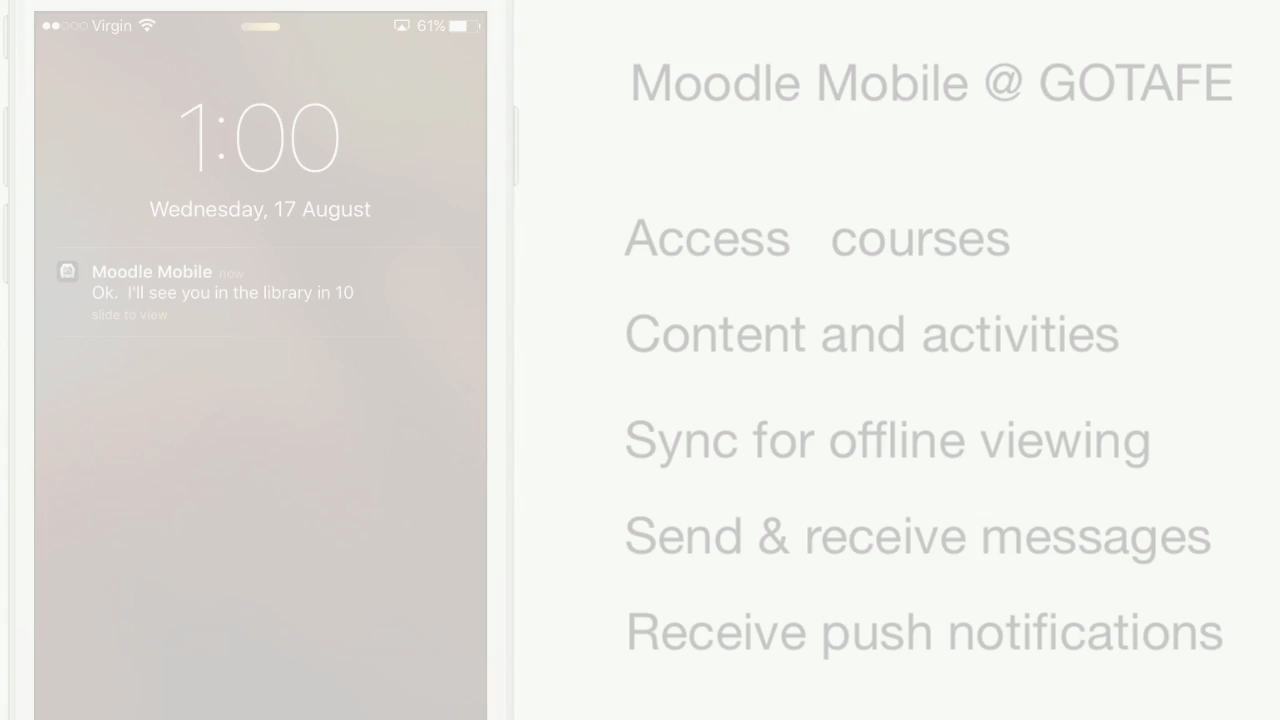 Virgin 61%
1:00
Wednesday, 17 August
Moodle Mobile now
Ok. I'll see you in the library in 10
slide to view
Moodle Mobile @ GOTAFE
Access courses
Content and activities
Sync for offline viewing
Send & receive messages
Receive push notifications